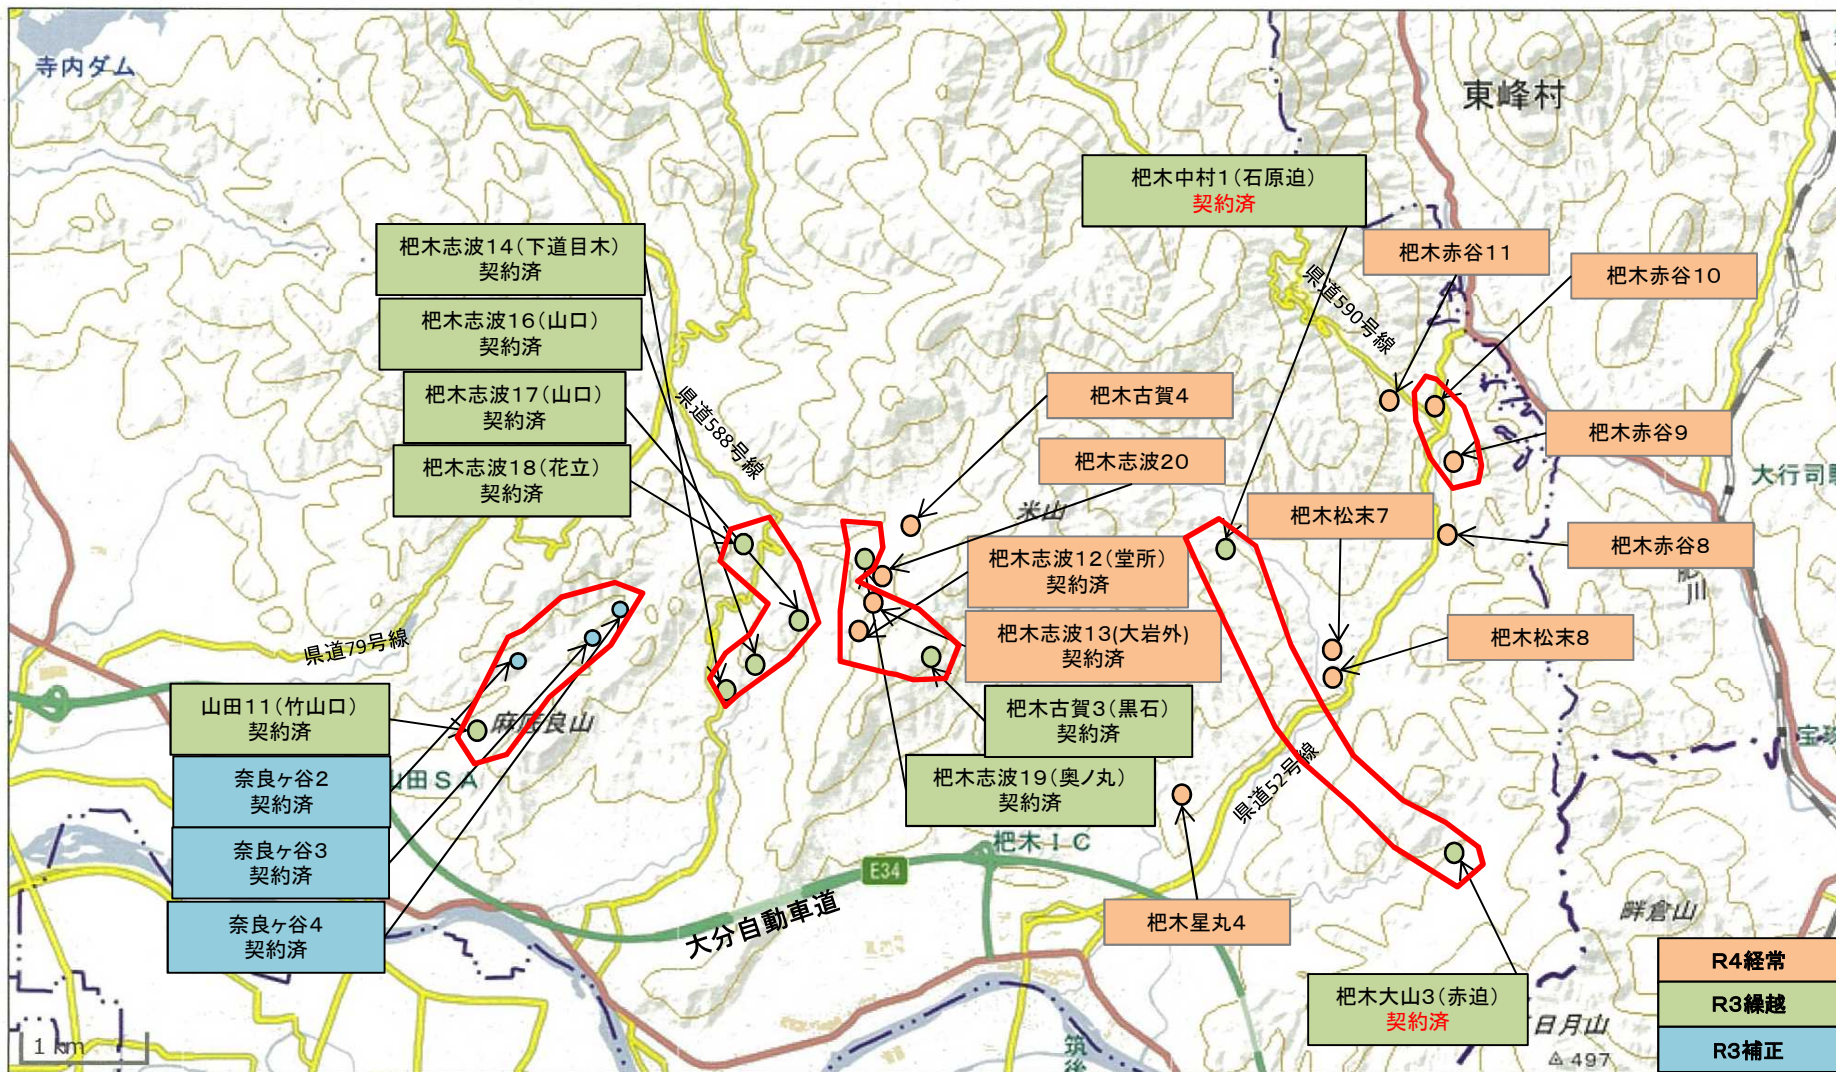 寺内ダム
東峰村
杷木中村1(石原迫)
契約済
杷木志波14(下道目木)
契約済
杷木赤谷11
杷木赤谷10
県道590号線
杷木志波16(山口)
契約済
杷木志波17(山口)
契約済
県道588号線
杷木古賀4
杷木赤谷9
杷木志波18(花立)
契約済
杷木志波20
大行司駅
米山
杷木松末7
杷木赤谷8
杷木志波12(堂所)
契約済
川
杷木志波13(大岩外)
契約済
杷木松末8
県道79号線
山田11(竹山口)
契約済
麻底良山
杷木古賀3(黒石)
契約済
宝珠
奈良ヶ谷2
契約済
山田SA
杷木志波19(奥ノ丸)
契約済
県道52号線
奈良ヶ谷3
契約済
杷木IC
E34
大分自動車道
奈良ヶ谷4
契約済
杷木星丸4
畔倉山
R4経常
杷木大山3(赤迫)
契約済
R3繰越
日月山
497
R3補正
1 km
筑後